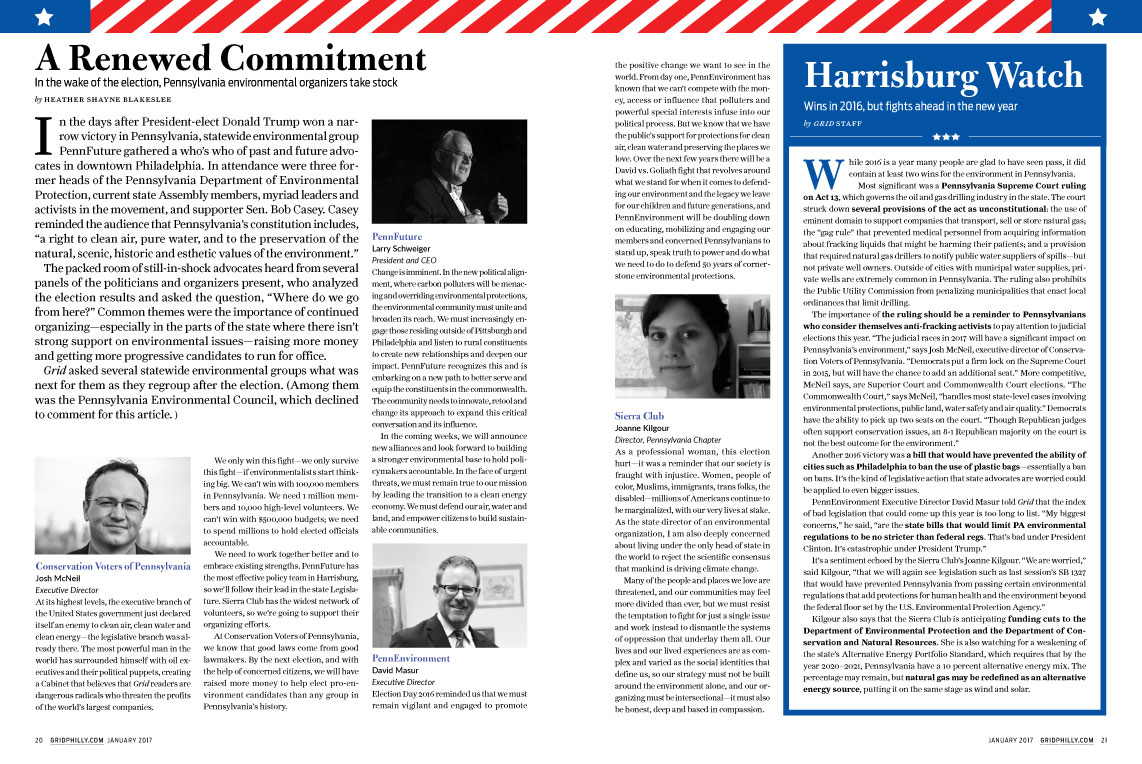 A Renewed Commitment
In the wake of the election, Pennsylvania environmental organizers take stock
by HEATHER SHAYNE BLAKESLEE
In the days after President-elect Donald Trump won a nar-
row victory in Pennsylvania, statewide environmental group
PennFuture gathered a who's who of past and future advo-
cates in downtown Philadelphia. In attendance were three for-
mer heads of the Pennsylvania Department of Environmental
Protection, current state Assembly members, myriad leaders and
activists in the movement, and supporter Sen. Bob Casey. Casey
reminded the audience that Pennsylvania's constitution includes,
“a right to clean air, pure water, and to the preservation of the
natural, scenic, historic and esthetic values of the environment.”
The packed room of still-in-shock advocates heard from several
panels of the politicians and organizers present, who analyzed
the election results and asked the question, “Where do we go
from here?” Common themes were the importance of continued
organizing—especially in the parts of the state where there isn't
strong support on environmental issues—raising more money
and getting more progressive candidates to run for office.
Grid asked several statewide environmental groups what was
next for them as they regroup after the election. (Among them
was the Pennsylvania Environmental Council, which declined
to comment for this article. )
Conservation Voters of Pennsylvania
Josh McNeil
Executive Director
At its highest levels, the executive branch of
the United States government just declared
itself an enemy to clean air, clean water and
clean energy—the legislative branch was al-
ready there. The most powerful man in the
world has surrounded himself with oil ex-
ecutives and their political puppets, creating
a Cabinet that believes that Grid readers are
dangerous radicals who threaten the profits
of the world's largest companies.
We only win this fight—we only survive
this fight—if environmentalists start think-
ing big. We can't win with 100,000 members
in Pennsylvania. We need 1 million mem-
bers and 10,000 high-level volunteers. We
can't win with $500,000 budgets; we need
to spend millions to hold elected officials
accountable.
We need to work together better and to
embrace existing strengths. PennFuture has
the most effective policy team in Harrisburg,
so we'll follow their lead in the state Legisla-
ture. Sierra Club has the widest network of
volunteers, so we're going to support their
organizing efforts.
At Conservation Voters of Pennsylvania,
we know that good laws come from good
lawmakers. By the next election, and with
the help of concerned citizens, we will have
raised more money to help elect pro-en-
vironment candidates than any group in
Pennsylvania's history.
PennFuture
Larry Schweiger
President and CEO
Change is imminent. In the new political align-
ment, where carbon polluters will be menac-
ing and overriding environmental protections,
the environmental community must unite and
broaden its reach. We must increasingly en-
gage those residing outside of Pittsburgh and
Philadelphia and listen to rural constituents
to create new relationships and deepen our
impact. PennFuture recognizes this and is
embarking on a new path to better serve and
equip the constituents in the commonwealth.
The community needs to innovate, retool and
change its approach to expand this critical
conversation and its influence.
In the coming weeks, we will announce
new alliances and look forward to building
a stronger environmental base to hold poli-
cymakers accountable. In the face of urgent
threats, we must remain true to our mission
by leading the transition to a clean energy
economy. We must defend our air, water and
land, and empower citizens to build sustain-
able communities.
PennEnvironment
David Masur
Executive Director
Election Day 2016 reminded us that we must
remain vigilant and engaged to promote
the positive change we want to see in the
world. From day one, PennEnvironment has
known that we can't compete with the mon-
ey, access or influence that polluters and
powerful special interests infuse into our
political process. But we know that we have
the public's support for protections for clean
air, clean water and preserving the places we
love. Over the next few years there will be a
David vs. Goliath fight that revolves around
what we stand for when it comes to defend-
ing our environment and the legacy we leave
for our children and future generations, and
PennEnvironment will be doubling down
on educating, mobilizing and engaging our
members and concerned Pennsylvanians to
stand up, speak truth to power and do what
we need to do to defend 50 years of corner-
stone environmental protections.
Sierra Club
Joanne Kilgour
Director, Pennsylvania Chapter
As a professional woman, this election
hurt—it was a reminder that our society is
fraught with injustice. Women, people of
color, Muslims, immigrants, trans folks, the
disabled—millions of Americans continue to
be marginalized, with our very lives at stake.
As the state director of an environmental
organization, I am also deeply concerned
about living under the only head of state in
the world to reject the scientific consensus
that mankind is driving climate change.
Many of the people and places we love are
threatened, and our communities may feel
more divided than ever, but we must resist
the temptation to fight for just a single issue
and work instead to dismantle the systems
of oppression that underlay them all. Our
lives and our lived experiences are as com-
plex and varied as the social identities that
define us, so our strategy must not be built
around the environment alone, and our or-
ganizing must be intersectional—it must also
be honest, deep and based in compassion.
Harrisburg Watch
Wins in 2016, but fights ahead in the new year
by GRID STAFF
While 2016 is a year many people are glad to have seen pass, it did
contain at least two wins for the environment in Pennsylvania.
Most significant was a Pennsylvania Supreme Court ruling
on Act 13, which governs the oil and gas drilling industry in the state. The court
struck down several provisions of the act as unconstitutional: the use of
eminent domain to support companies that transport, sell or store natural gas;
the “gag rule” that prevented medical personnel from acquiring information
about fracking liquids that might be harming their patients; and a provision
that required natural gas drillers to notify public water suppliers of spills—but
not private well owners. Outside of cities with municipal water supplies, pri-
vate wells are extremely common in Pennsylvania. The ruling also prohibits
the Public Utility Commission from penalizing municipalities that enact local
ordinances that limit drilling.
The importance of the ruling should be a reminder to Pennsylvanians
who consider themselves anti-fracking activists to pay attention to judicial
elections this year. “The judicial races in 2017 will have a significant impact on
Pennsylvania's environment,” says Josh McNeil, executive director of Conserva-
tion Voters of Pennsylvania. “Democrats put a firm lock on the Supreme Court
in 2015, but will have the chance to add an additional seat.” More competitive,
McNeil says, are Superior Court and Commonwealth Court elections. “The
Commonwealth Court,” says McNeil, “handles most state-level cases involving
environmental protections, public land, water safety and air quality.” Democrats
have the ability to pick up two seats on the court. “Though Republican judges
often support conservation issues, an 8-1 Republican majority on the court is
not the best outcome for the environment.”
Another 2016 victory was a bill that would have prevented the ability of
cities such as Philadelphia to ban the use of plastic bags—essentially a ban
on bans. It's the kind of legislative action that state advocates are worried could
be applied to even bigger issues.
PennEnvironment Executive Director David Masur told Grid that the index
of bad legislation that could come up this year is too long to list. “My biggest
concerns,” he said, “are the state bills that would limit PA environmental
regulations to be no stricter than federal regs. That's bad under President
Clinton. It's catastrophic under President Trump.”
It's a sentiment echoed by the Sierra Club's Joanne Kilgour. “We are worried,”
said Kilgour, “that we will again see legislation such as last session's SB 1327
that would have prevented Pennsylvania from passing certain environmental
regulations that add protections for human health and the environment beyond
the federal floor set by the U.S. Environmental Protection Agency.”
Kilgour also says that the Sierra Club is anticipating funding cuts to the
Department of Environmental Protection and the Department of Con-
servation and Natural Resources. She is also watching for a weakening of
the state's Alternative Energy Portfolio Standard, which requires that by the
year 2020–2021, Pennsylvania have a 10 percent alternative energy mix. The
percentage may remain, but natural gas may be redefined as an alternative
energy source, putting it on the same stage as wind and solar.
20 GRIDPHILLY.COM JANUARY 2017
JANUARY 2017 GRIDPHILLY.COM 21